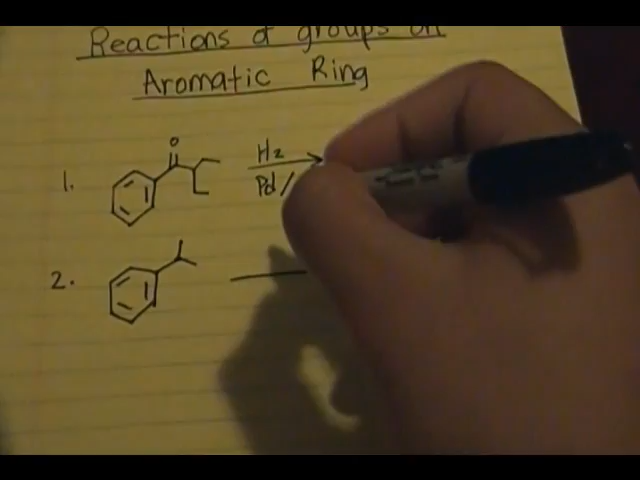 Reactions of groups on
Aromatic Ring
1. O H2
Pd/
2.